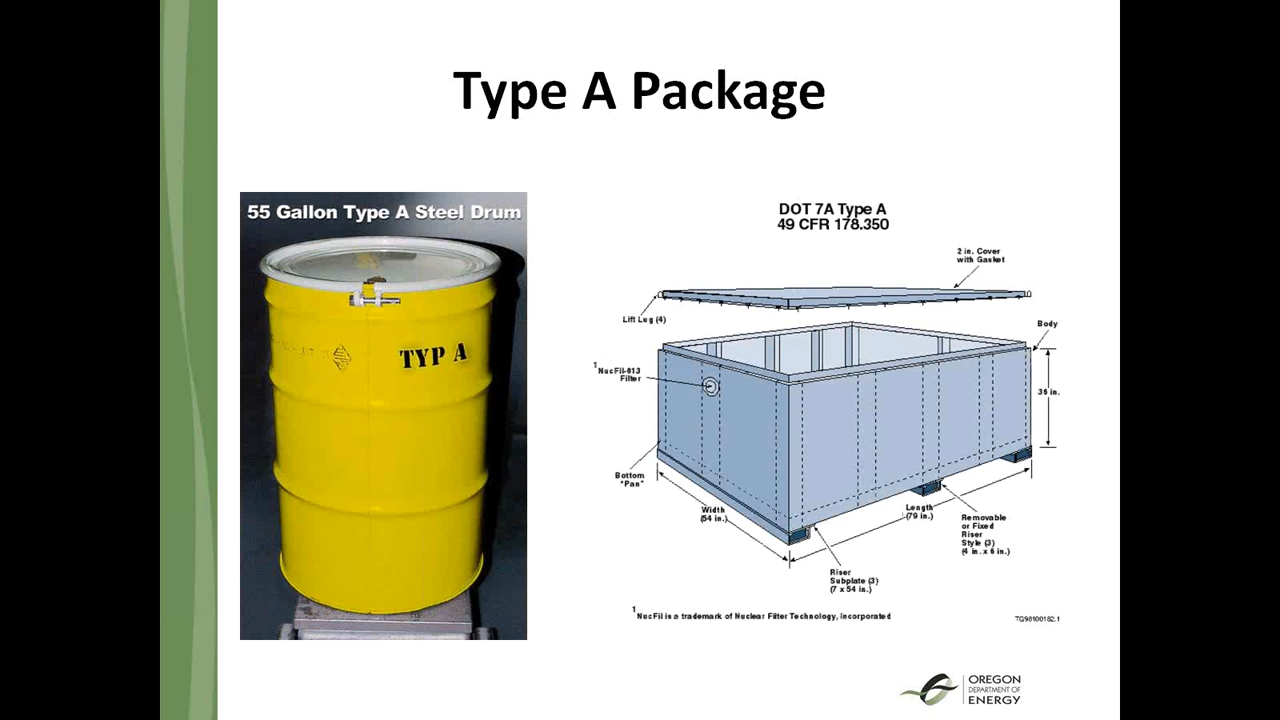 Type A Package
55 Gallon Type A Steel Drum
TYP A
DOT 7A Type A
49 CFR 178.350
2 in. Cover
with Gasket
Lift Lug (4)
Body
1
NucFil-013
Filter
36 in.
Bottom
"Pan"
Width
(54 in.)
Length
(79 in.)
Removable
or Fixed
Riser
Style (3)
(4 in. x 6 in.)
Riser
Subplate (3)
(7 x 54 in.)
1
NucFil is a trademark of Nuclear Filter Technology, incorporated
TG98100182.1
OREGON
DEPARTMENT OF
ENERGY